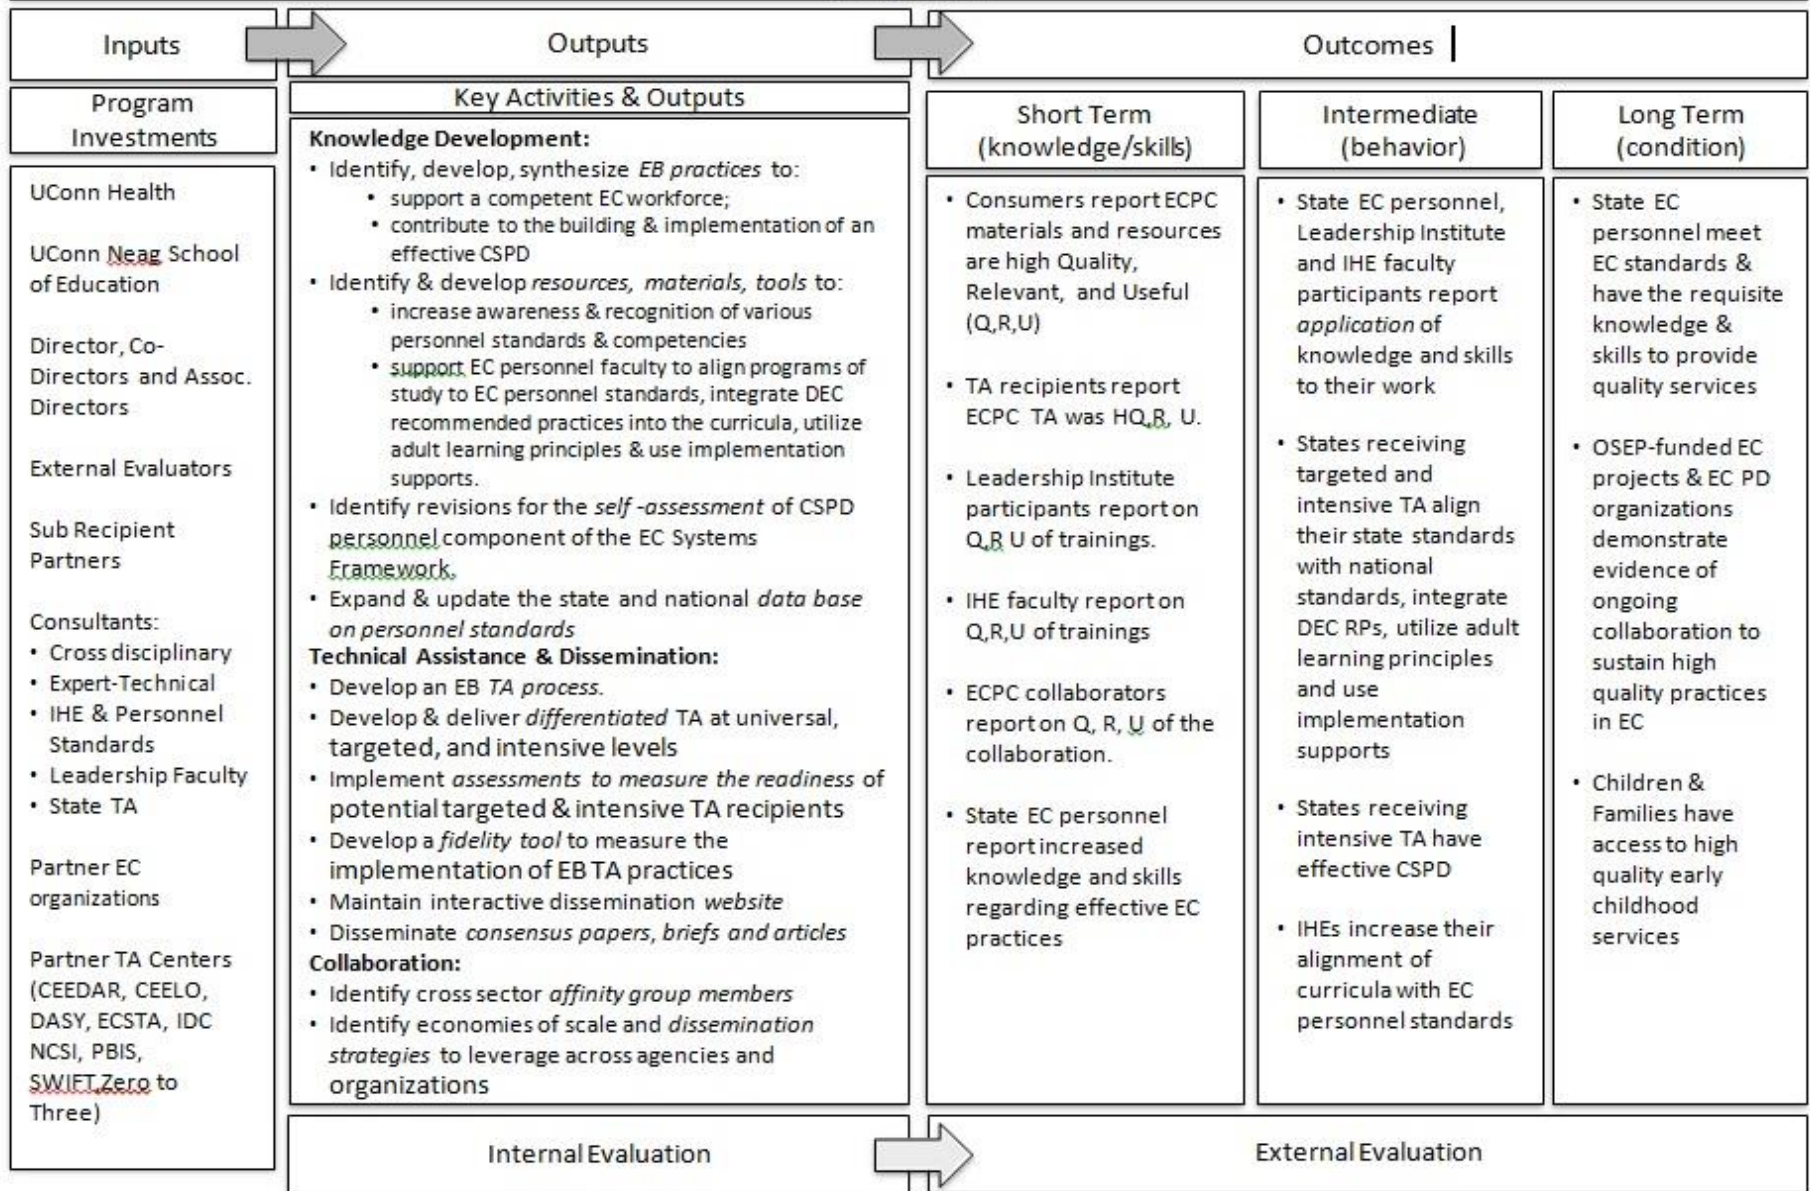 Inputs
Outputs
Outcomes
Program
Investments
UConn Health
UConn Neag School
of Education
Director, Co-
Directors and Assoc.
Directors
External Evaluators
Sub Recipient
Partners
Consultants:
• Cross disciplinary
• Expert-Technical
• IHE & Personnel
Standards
• Leadership Faculty
• State TA
Partner EC
organizations
Partner TA Centers
(CEEDAR, CEELO,
DASY, ECSTA, IDC
NCSI, PBIS,
SWIFT,Zero to
Three)
Key Activities & Outputs
Knowledge Development:
• Identify, develop, synthesize EB practices to:
• support a competent EC workforce;
• contribute to the building & implementation of an
effective CSPD
• Identify & develop resources, materials, tools to:
• increase awareness & recognition of various
personnel standards & competencies
• support EC personnel faculty to align programs of
study to EC personnel standards, integrate DEC
recommended practices into the curricula, utilize
adult learning principles & use implementation
supports.
• Identify revisions for the self -assessment of CSPD
personnel component of the EC Systems
Framework.
• Expand & update the state and national data base
on personnel standards
Technical Assistance & Dissemination:
• Develop an EB TA process.
• Develop & deliver differentiated TA at universal,
targeted, and intensive levels
• Implement assessments to measure the readiness of
potential targeted & intensive TA recipients
• Develop a fidelity tool to measure the
implementation of EB TA practices
• Maintain interactive dissemination website
• Disseminate consensus papers, briefs and articles
Collaboration:
• Identify cross sector affinity group members
• Identify economies of scale and dissemination
strategies to leverage across agencies and
organizations
Short Term
(knowledge/skills)
• Consumers report ECPC
materials and resources
are high Quality,
Relevant, and Useful
(Q,R,U)
• TA recipients report
ECPC TA was HQ,R, U.
• Leadership Institute
participants report on
Q,R U of trainings.
• IHE faculty report on
Q,R,U of trainings
• ECPC collaborators
report on Q, R, U of the
collaboration.
• State EC personnel
report increased
knowledge and skills
regarding effective EC
practices
Intermediate
(behavior)
• State EC personnel,
Leadership Institute
and IHE faculty
participants report
application of
knowledge and skills
to their work
• States receiving
targeted and
intensive TA align
their state standards
with national
standards, integrate
DEC RPs, utilize adult
learning principles
and use
implementation
supports
• States receiving
intensive TA have
effective CSPD
• IHEs increase their
alignment of
curricula with EC
personnel standards
Long Term
(condition)
• State EC
personnel meet
EC standards &
have the requisite
knowledge &
skills to provide
quality services
• OSEP-funded EC
projects & EC PD
organizations
demonstrate
evidence of
ongoing
collaboration to
sustain high
quality practices
in EC
• Children &
Families have
access to high
quality early
childhood
services
Internal Evaluation
External Evaluation